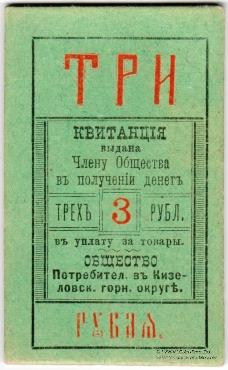 ТРИ
КВИТАНЦІЯ
выдана
Члену Общества
въ полученіи денегъ
ТРЕХЪ 3 РУБЛ.
въ уплату за товары.
ОБЩЕСТВО
Потребител. въ Кизе-
ловск. горн. округѣ.
РУБЛЯ.